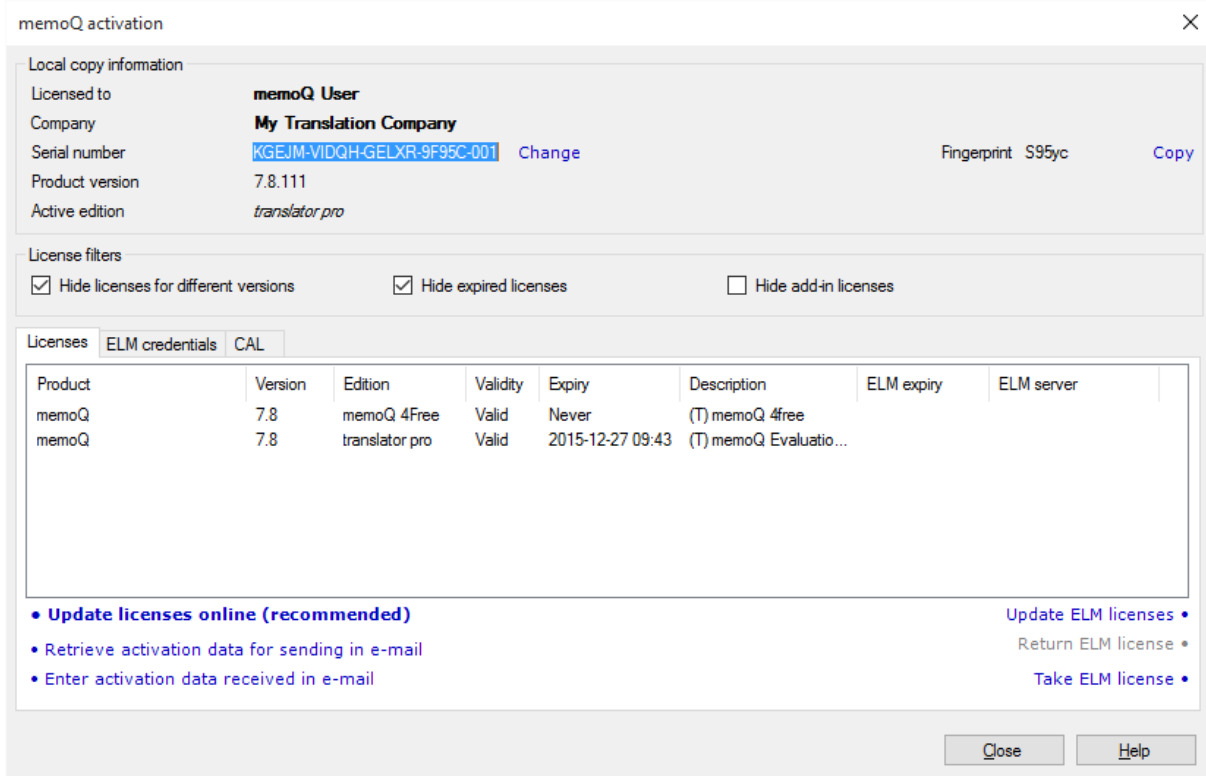 memoQ activation
Local copy information
Licensed to memoQ User
Company My Translation Company
Serial number KGEJM-VIDQH-GELXR-9F95C-001 Change Fingerprint S95yc Copy
Product version 7.8.111
Active edition translator pro
License filters
Hide licenses for different versions Hide expired licenses Hide add-in licenses
Licenses ELM credentials CAL
Product Version Edition Validity Expiry Description ELM expiry ELM server
memoQ 7.8 memoQ 4Free Valid Never (T) memoQ 4free
memoQ 7.8 translator pro Valid 2015-12-27 09:43 (T) memoQ Evaluatio...
• Update licenses online (recommended) Update ELM licenses •
• Retrieve activation data for sending in e-mail Return ELM license •
• Enter activation data received in e-mail Take ELM license •
Close Help